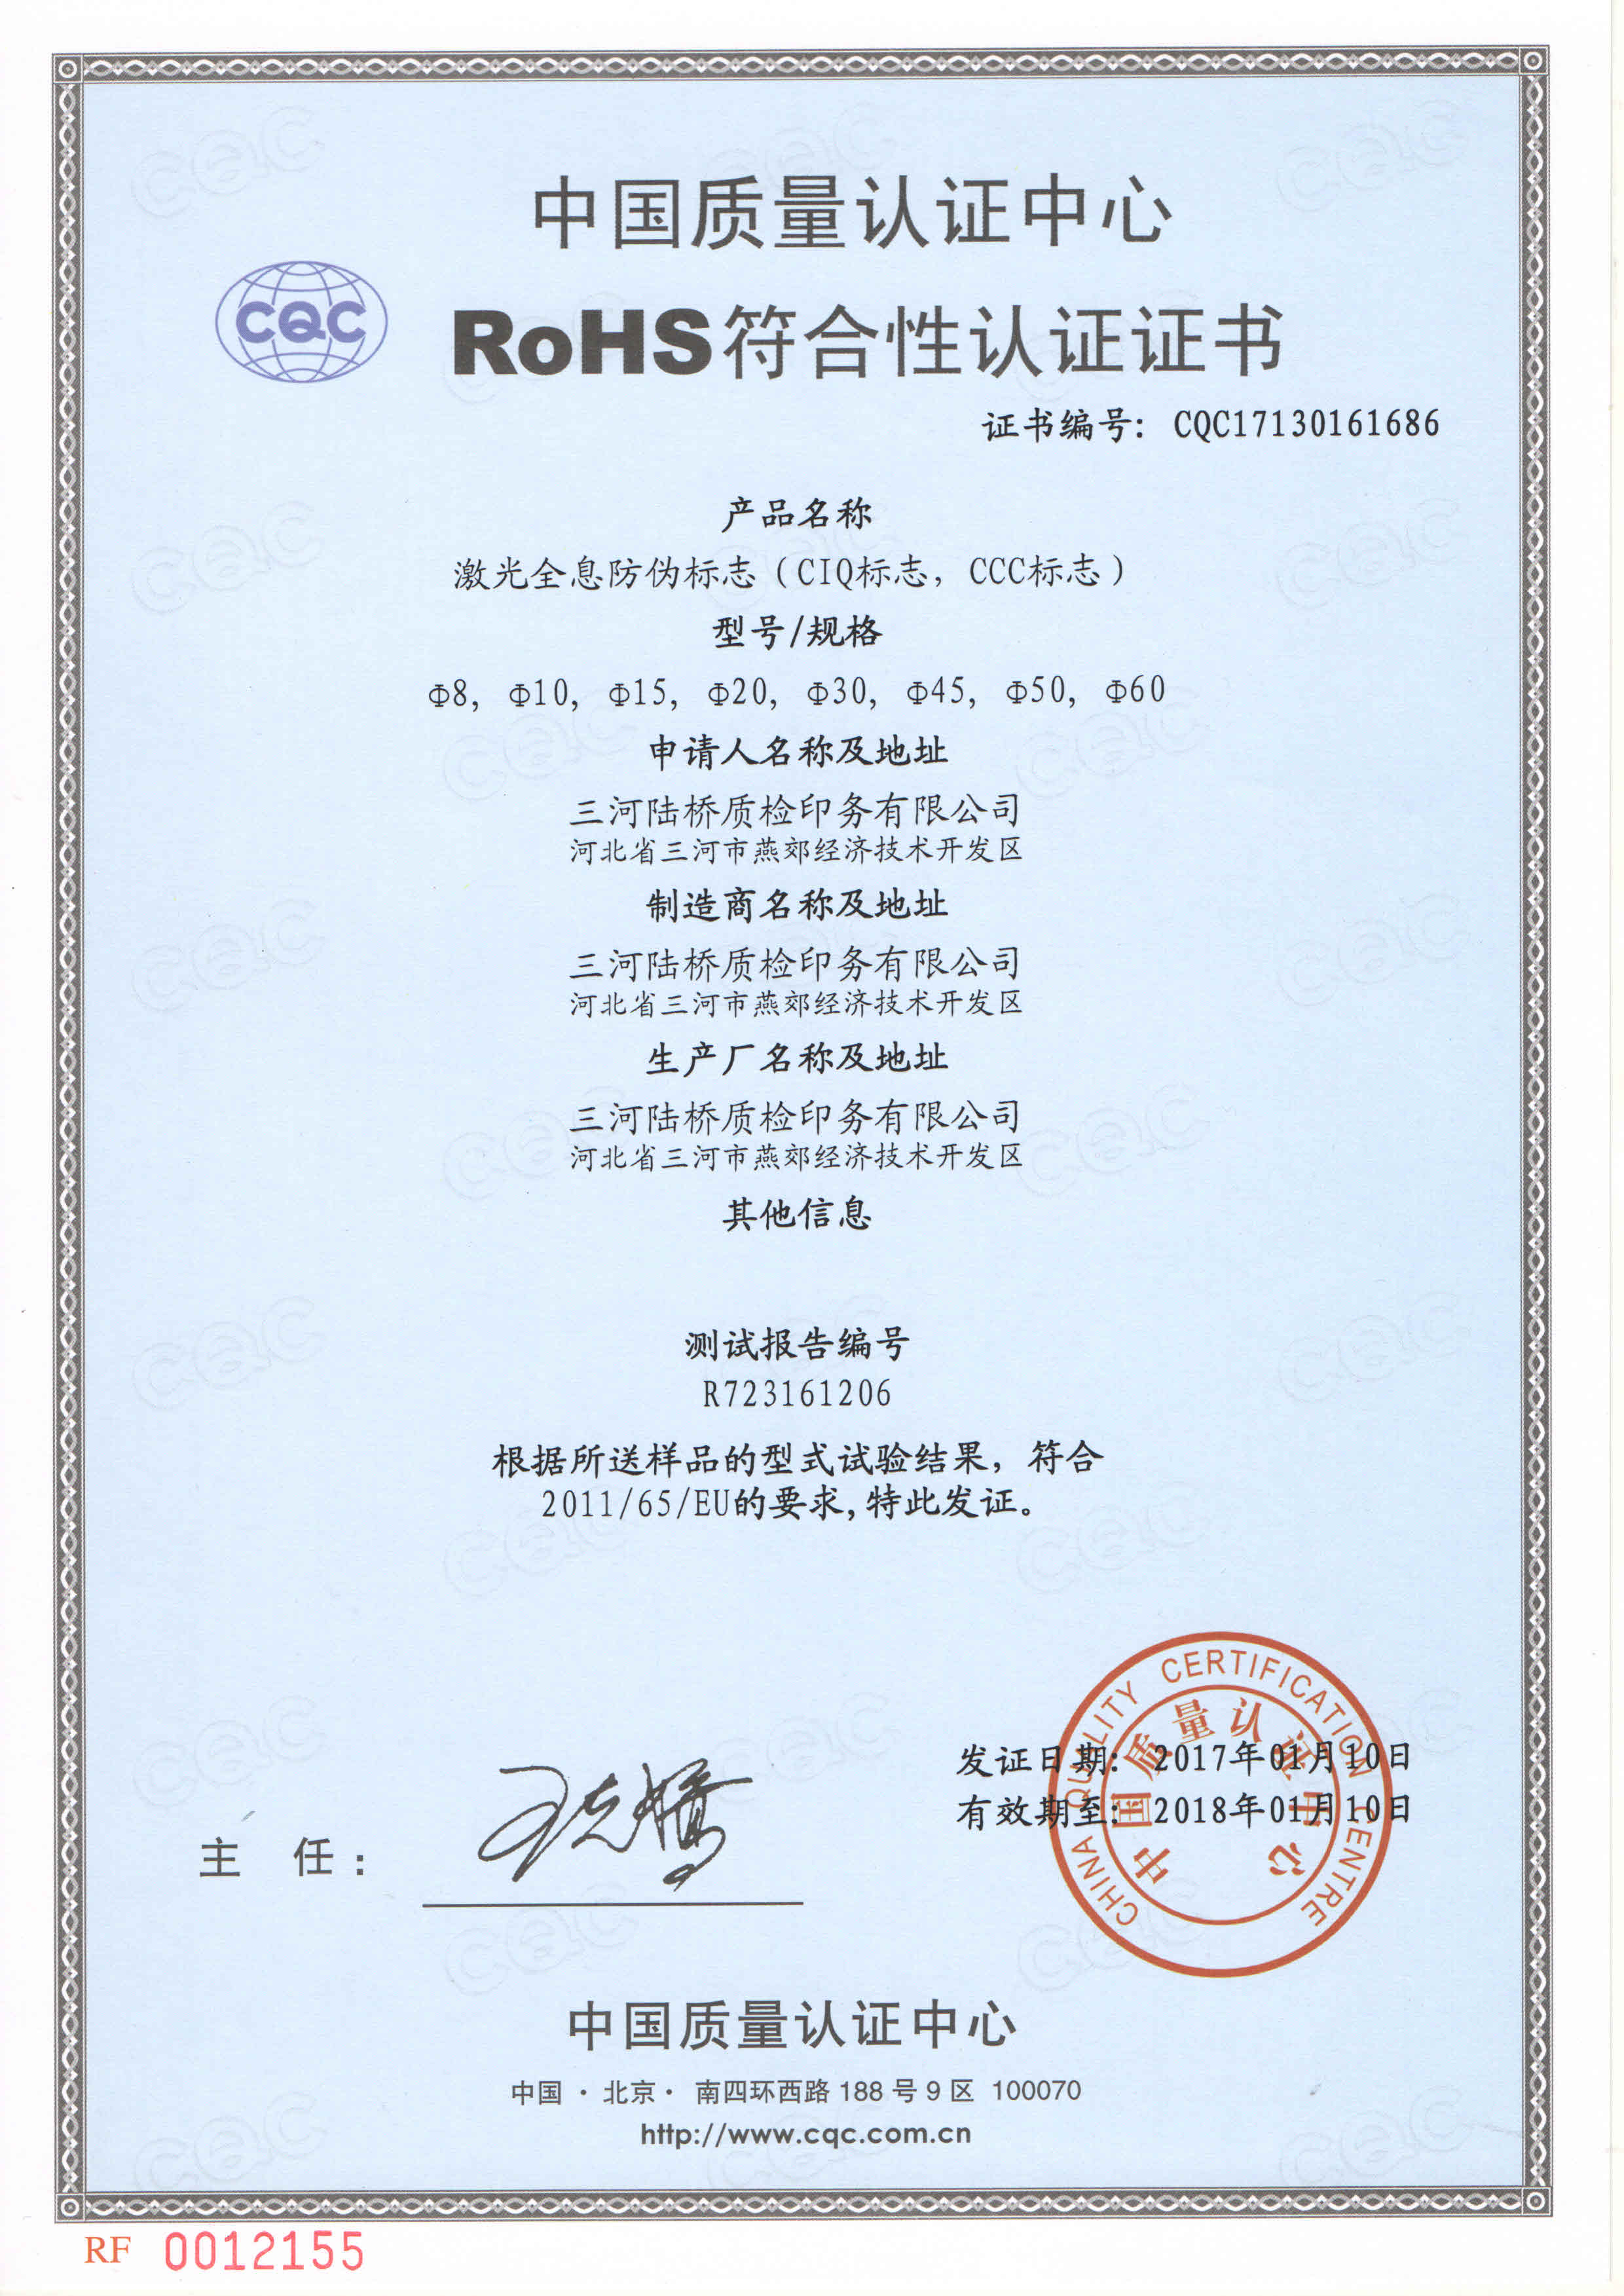 中国质量认证中心
CQC
RoHS符合性认证证书
证书编号: CQC17130161686
产品名称
激光全息防伪标志（CIQ标志，CCC标志）
型号/规格
Φ8, Φ10, Φ15, Φ20, Φ30, Φ45, Φ50, Φ60
申请人名称及地址
三河陆桥质检印务有限公司
河北省三河市燕郊经济技术开发区
制造商名称及地址
三河陆桥质检印务有限公司
河北省三河市燕郊经济技术开发区
生产厂名称及地址
三河陆桥质检印务有限公司
河北省三河市燕郊经济技术开发区
其他信息
测试报告编号
R723161206
根据所送样品的型式试验结果，符合
2011/65/EU的要求,特此发证。
CHINA QUALITY CERTIFICATION CENTRE
中国质量认证中心
发证日期: 2017年01月10日
有效期至: 2018年01月10日
主 任：
中国质量认证中心
中国·北京· 南四环西路 188 号 9 区 100070
http://www.cqc.com.cn
RF 0012155